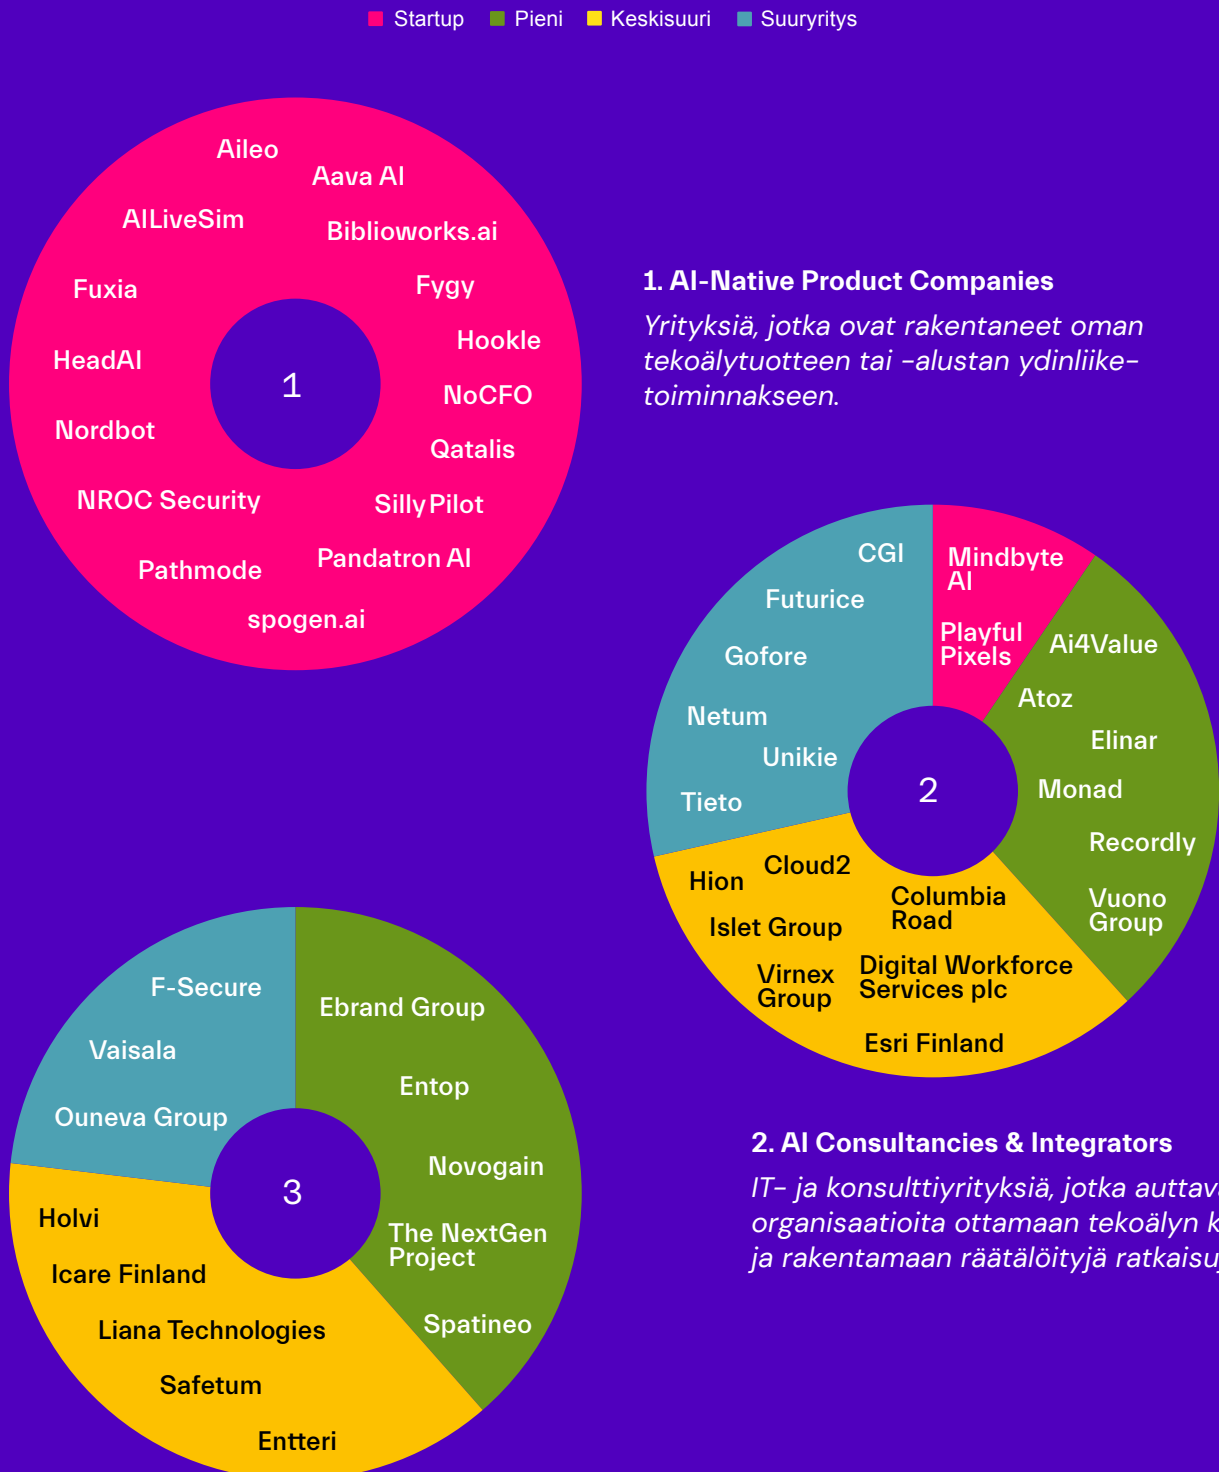 Startup Pieni Keskisuuri Suuryritys
Aileo
Aava AI
AILiveSim
Biblioworks.ai
Fuxia
Fygy
HeadAI
Hookle
1
NoCFO
Nordbot
Qatalis
NROC Security
SillyPilot
Pathmode
Pandatron AI
spogen.ai
1. AI-Native Product Companies
Yrityksiä, jotka ovat rakentaneet oman
tekoälytuotteen tai -alustan ydinliike-
toiminnakseen.
CGI
Futurice
Gofore
Netum
Unikie
Tieto
Mindbyte
AI
Playful
Pixels
Ai4Value
Atoz
Elinar
2
Monad
Recordly
Vuono
Group
Hion
Cloud2
Columbia
Road
Islet Group
Virnex
Group
Digital Workforce
Services plc
Esri Finland
2. AI Consultancies & Integrators
IT- ja konsulttiyrityksiä, jotka
organisaatioita ottamaan tekoälyn
ja rakentamaan räätälöityjä
F-Secure
Vaisala
Ouneva Group
Ebrand Group
Entop
Novogain
3
The NextGen
Project
Spatineo
Holvi
Icare Finland
Liana Technologies
Safetum
Entteri